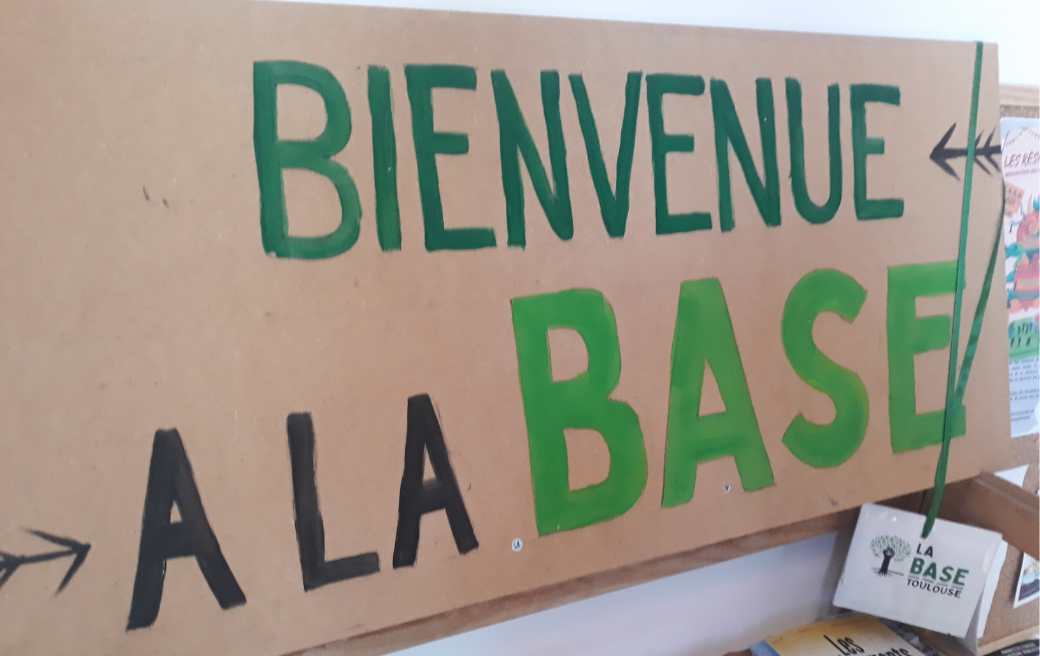 BIENVENUE
A LA BASE
LES RÉS
LA
BASE
TOULOUSE
Les